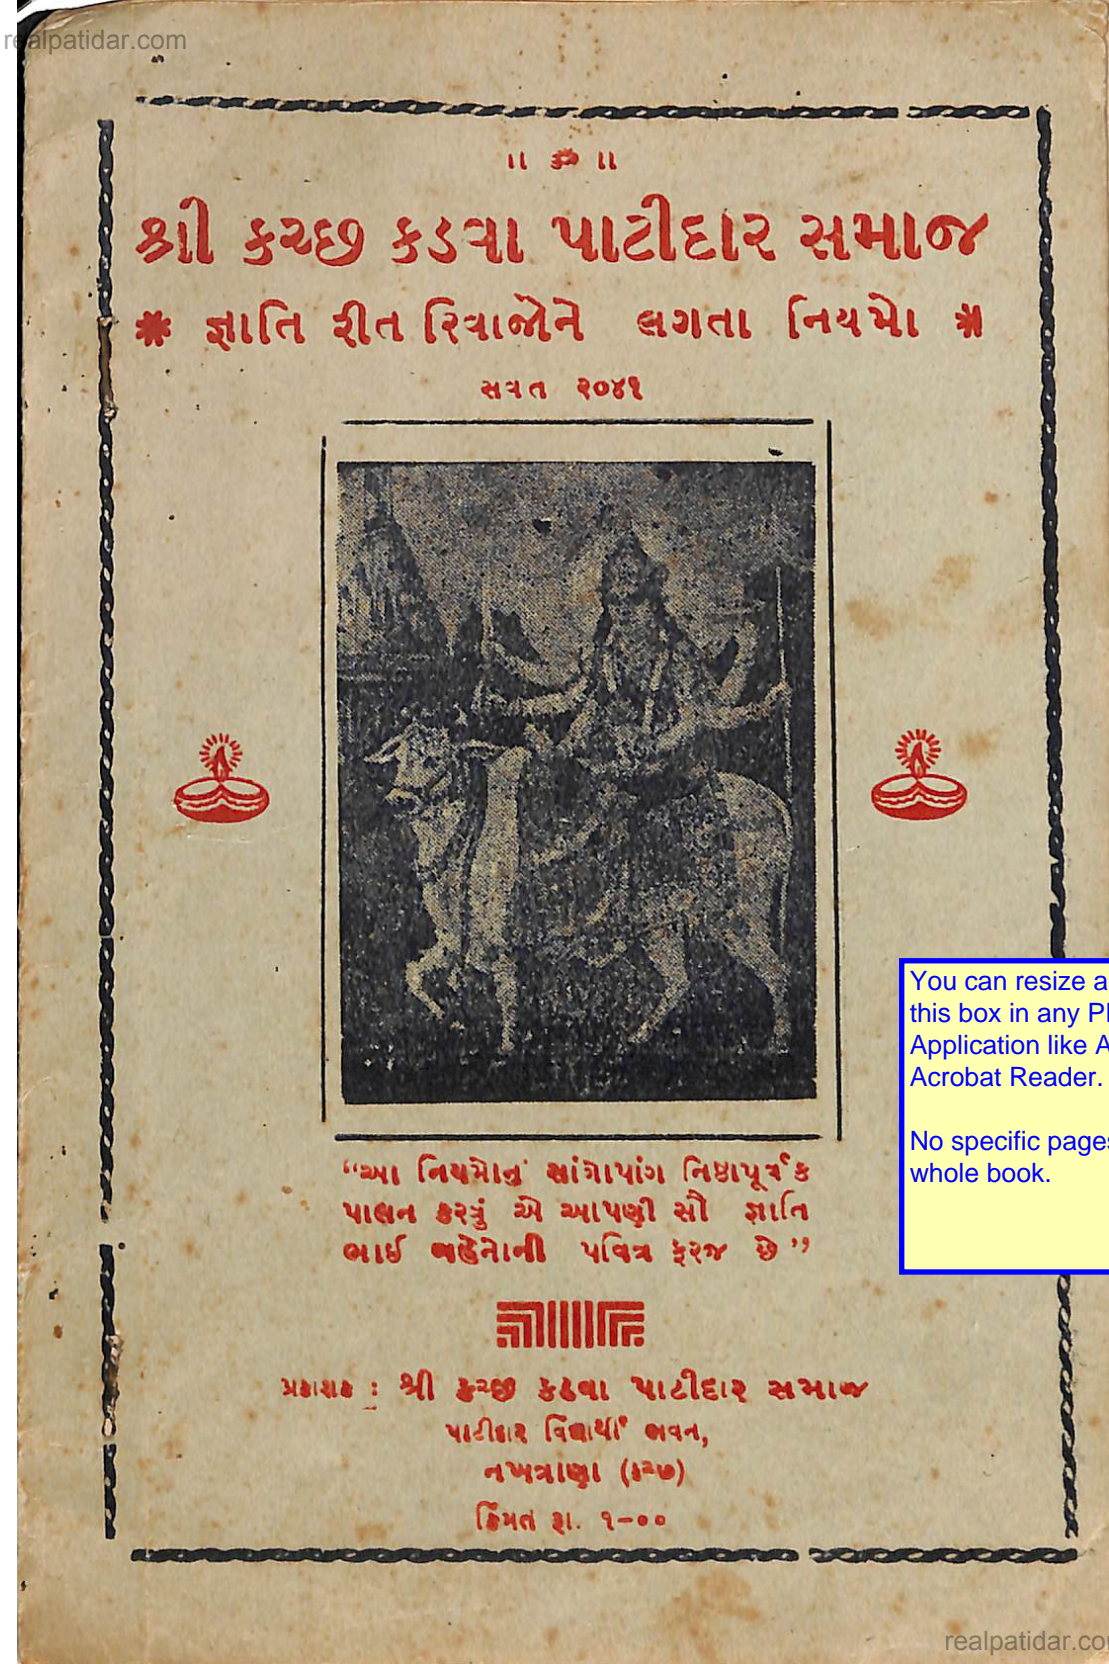 realpatidar.com
।। ૐ ।।
શ્રી કચ્છ કડવા પાટીદાર સમાજ
જ્ઞાતિ રીત રિવાજોને લગતા નિયમો
સવત ૨૦૪૧
“આ નિયમોનું સાંગોપાંગ નિષ્ઠાપૂર્વક
પાલન કરવું એ આપણી સૌ જ્ઞાતિ
ભાઈ બહેનોની પવિત્ર ફરજ છે”
You can resize a
this box in any P
Application like A
Acrobat Reader.
No specific pages
whole book.
પ્રકાશક : શ્રી કચ્છ કડવા પાટીદાર સમાજ
પાટીદાર વિદ્યાર્થી ભવન,
નખત્રાણા (કચ્છ)
કિંમત રૂા. ૧-૦૦
realpatidar.co